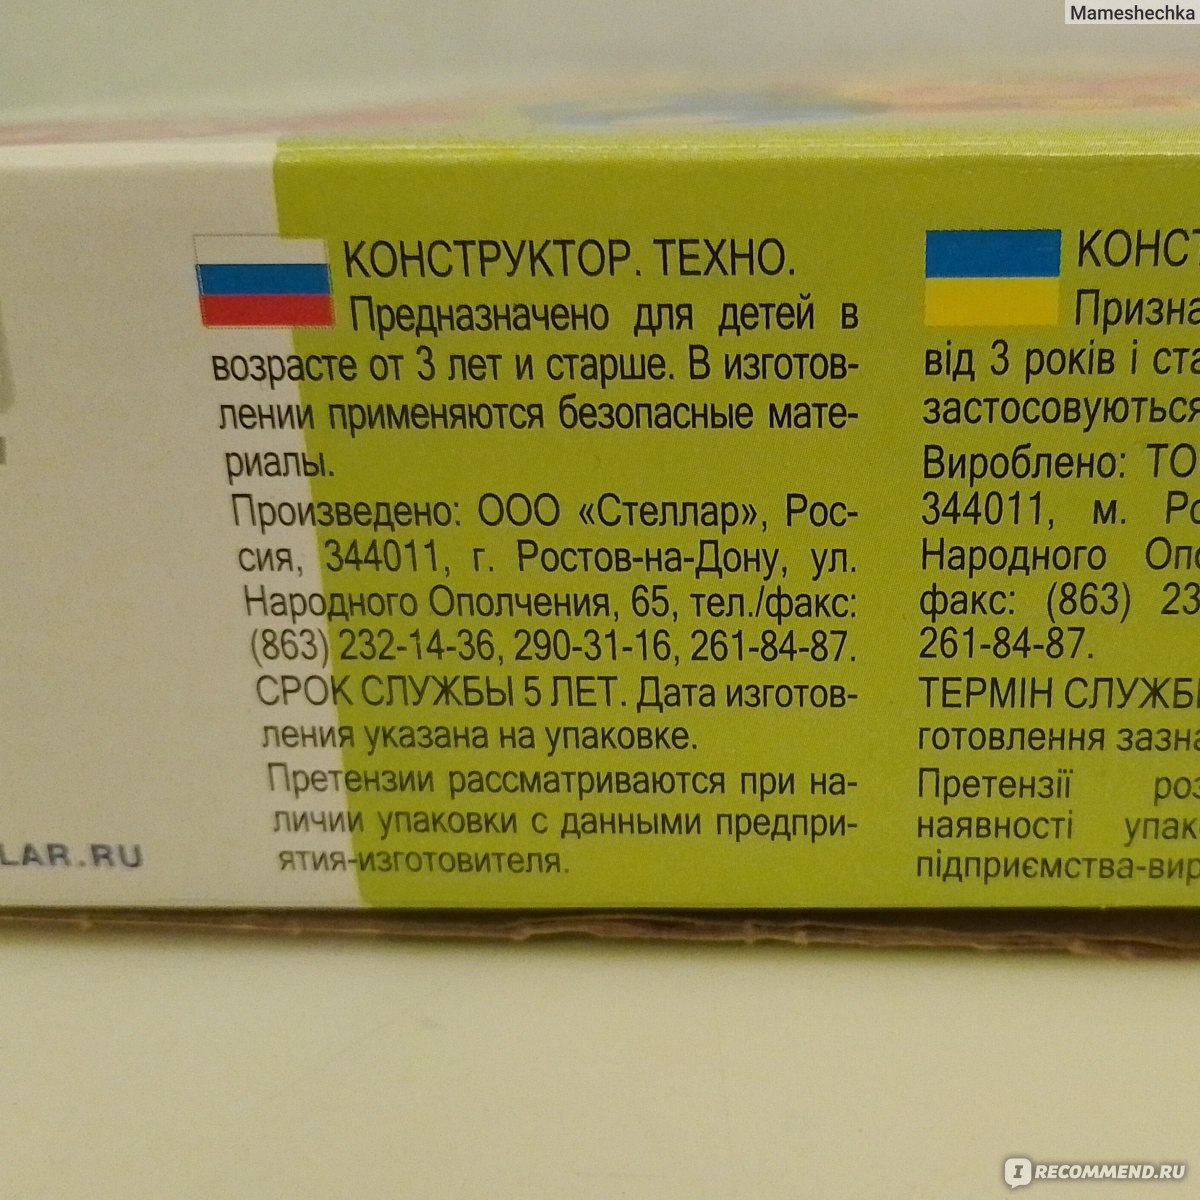 Mameshechka
КОНСТРУКТОР. ТЕХНО.
Предназначено для детей в
возрасте от 3 лет и старше. В изготов-
лении применяются безопасные мате-
риалы.
Произведено: ООО «Стеллар», Рос-
сия, 344011, г. Ростов-на-Дону, ул.
Народного Ополчения, 65, тел./факс:
(863) 232-14-36, 290-31-16, 261-84-87.
СРОК СЛУЖБЫ 5 ЛЕТ. Дата изготов-
ления указана на упаковке.
Претензии рассматриваются при на-
личии упаковки с данными предпри-
ятия-изготовителя.
LAR.RU
КОНСТ
Призна
від 3 років і ста
застосовуються
Вироблено: ТО
344011, м. Ро
Народного Опо
факс: (863) 23
261-84-87.
ТЕРМІН СЛУЖБИ
готовлення зазна
Претензії роз
наявності упак
підприємства-вир
RECOMMEND.RU